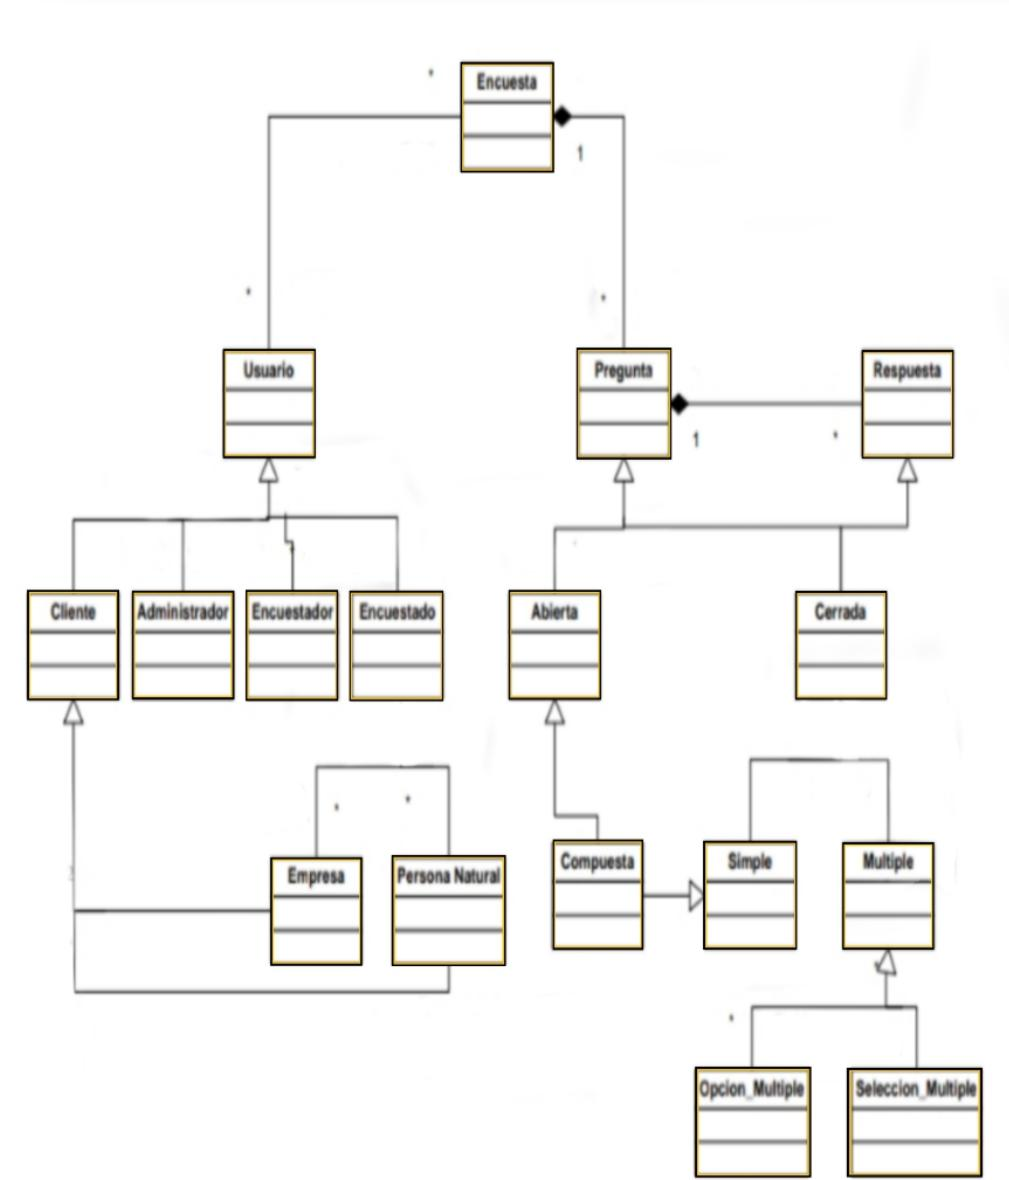 *
Encuesta
1
*
*
Usuario
Pregunta
Respuesta
1
*
Cliente
Administrador
Encuestador
Encuestado
Abierta
Cerrada
*
*
Empresa
Persona Natural
Compuesta
Simple
Multiple
*
Opcion_Multiple
Seleccion_Multiple